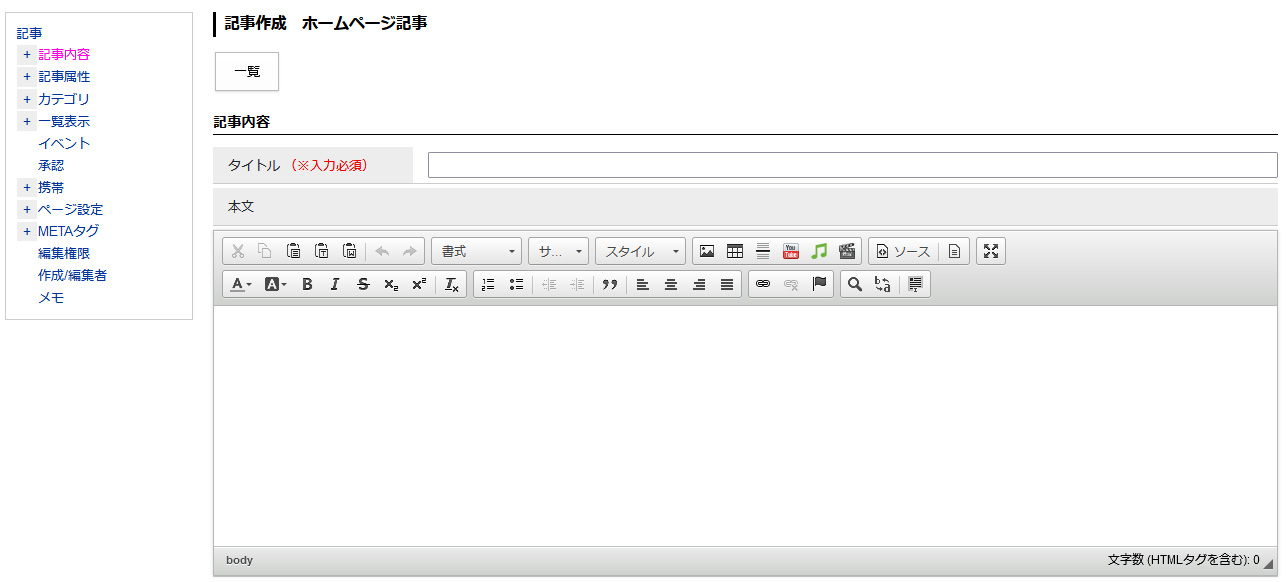 記事
+ 記事内容
+ 記事属性
+ カテゴリ
+ 一覧表示
イベント
承認
+ 携帯
+ ページ設定
+ METAタグ
編集権限
作成/編集者
メモ
記事作成　ホームページ記事
一覧
記事内容
タイトル （※入力必須）
本文
書式 サ... スタイル You Tube ソース
A A B I S x₂ x² Tx
body
文字数 (HTMLタグを含む): 0